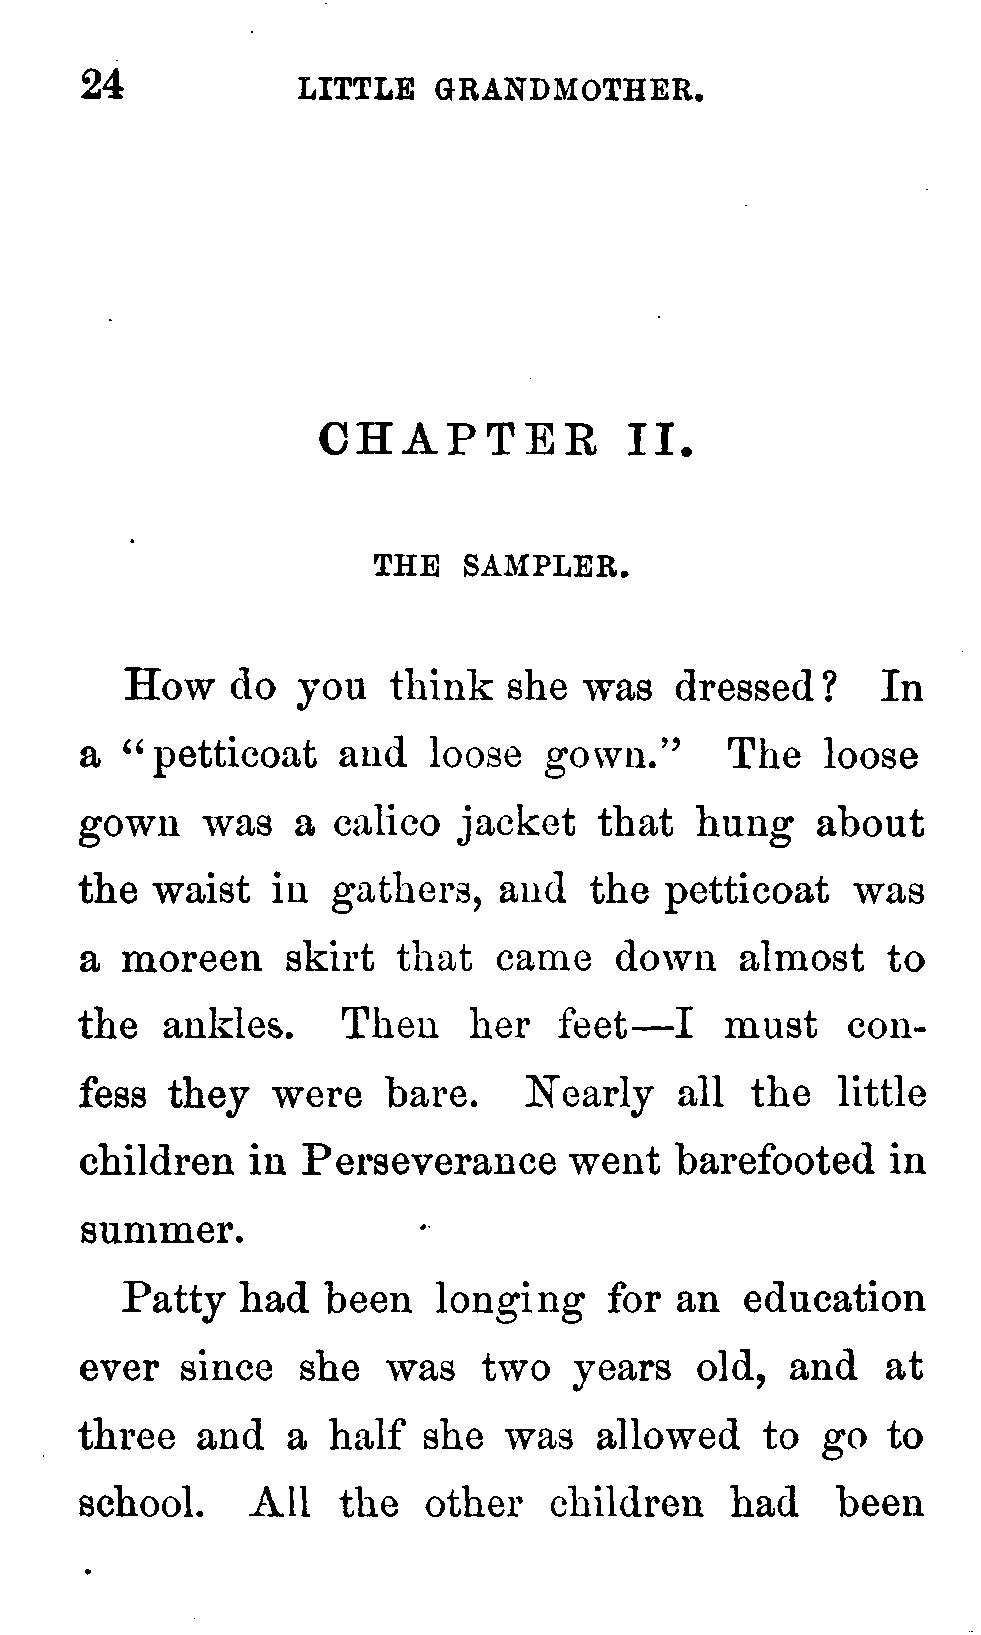 24 LITTLE GRANDMOTHER.
CHAPTER II.
THE SAMPLER.
How do you think she was dressed? In
a "petticoat and loose gown." The loose
gown was a calico jacket that hung about
the waist in gathers, and the petticoat was
a moreen skirt that came down almost to
the ankles. Then her feet—I must con-
fess they were bare. Nearly all the little
children in Perseverance went barefooted in
summer.
Patty had been longing for an education
ever since she was two years old, and at
three and a half she was allowed to go to
school. All the other children had been